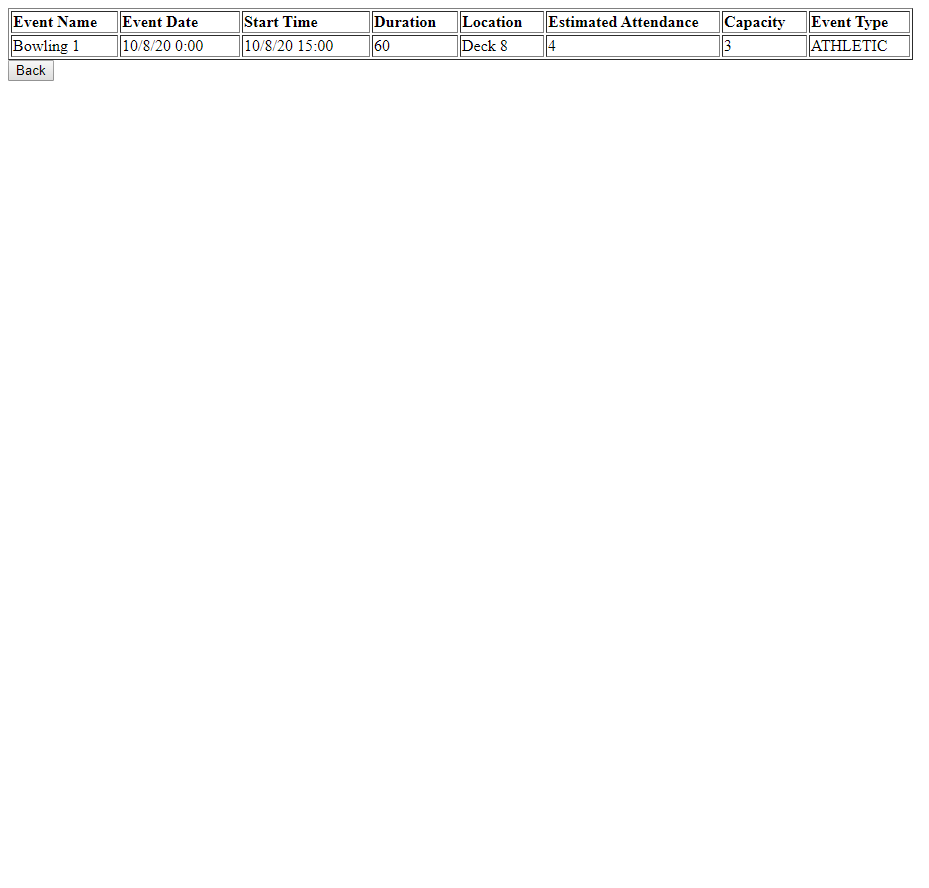 Event Name Event Date Start Time Duration Location Estimated Attendance Capacity Event Type
Bowling 1 10/8/20 0:00 10/8/20 15:00 60 Deck 8 4 3 ATHLETIC
Back